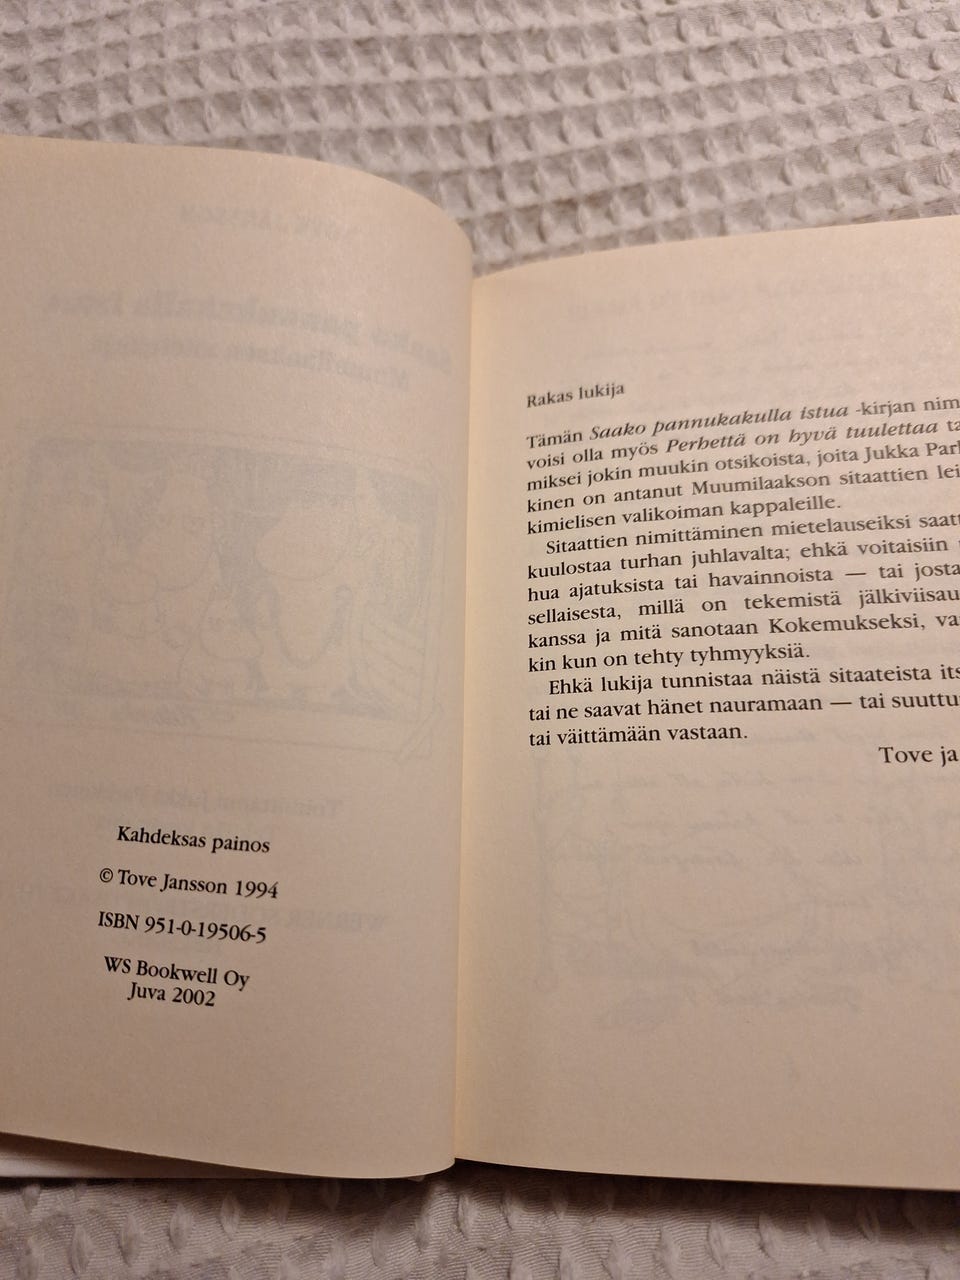 Kahdeksas painos
© Tove Jansson 1994
ISBN 951-0-19506-5
WS Bookwell Oy
Juva 2002
Rakas lukija
Tämän Saako pannukakulla istua -kirjan nim
voisi olla myös Perhettä on hyvä tuulettaa ta
miksei jokin muukin otsikoista, joita Jukka Par
kinen on antanut Muumilaakson sitaattien lei
kimielisen valikoiman kappaleille.
Sitaattien nimittäminen mietelauseiksi saatt
kuulostaa turhan juhlavalta; ehkä voitaisiin
hua ajatuksista tai havainnoista — tai josta
sellaisesta, millä on tekemistä jälkiviisau
kanssa ja mitä sanotaan Kokemukseksi, va
kin kun on tehty tyhmyyksiä.
Ehkä lukija tunnistaa näistä sitaateista its
tai ne saavat hänet nauramaan — tai suuttu
tai väittämään vastaan.
Tove ja